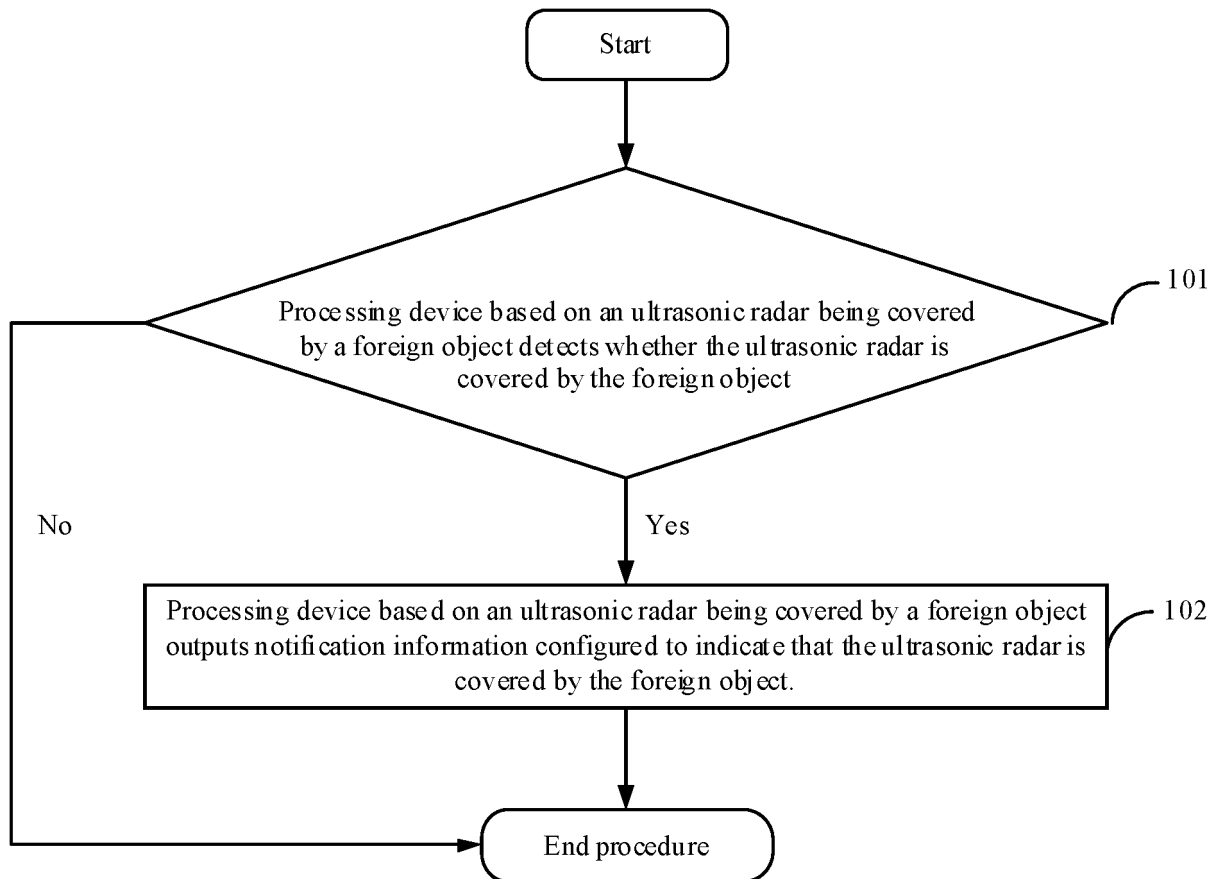 Start
Processing device based on an ultrasonic radar being covered
by a foreign object detects whether the ultrasonic radar is
covered by the foreign object
101
No
Yes
Processing device based on an ultrasonic radar being covered by a foreign object
outputs notification information configured to indicate that the ultrasonic radar is
covered by the foreign object.
102
End procedure